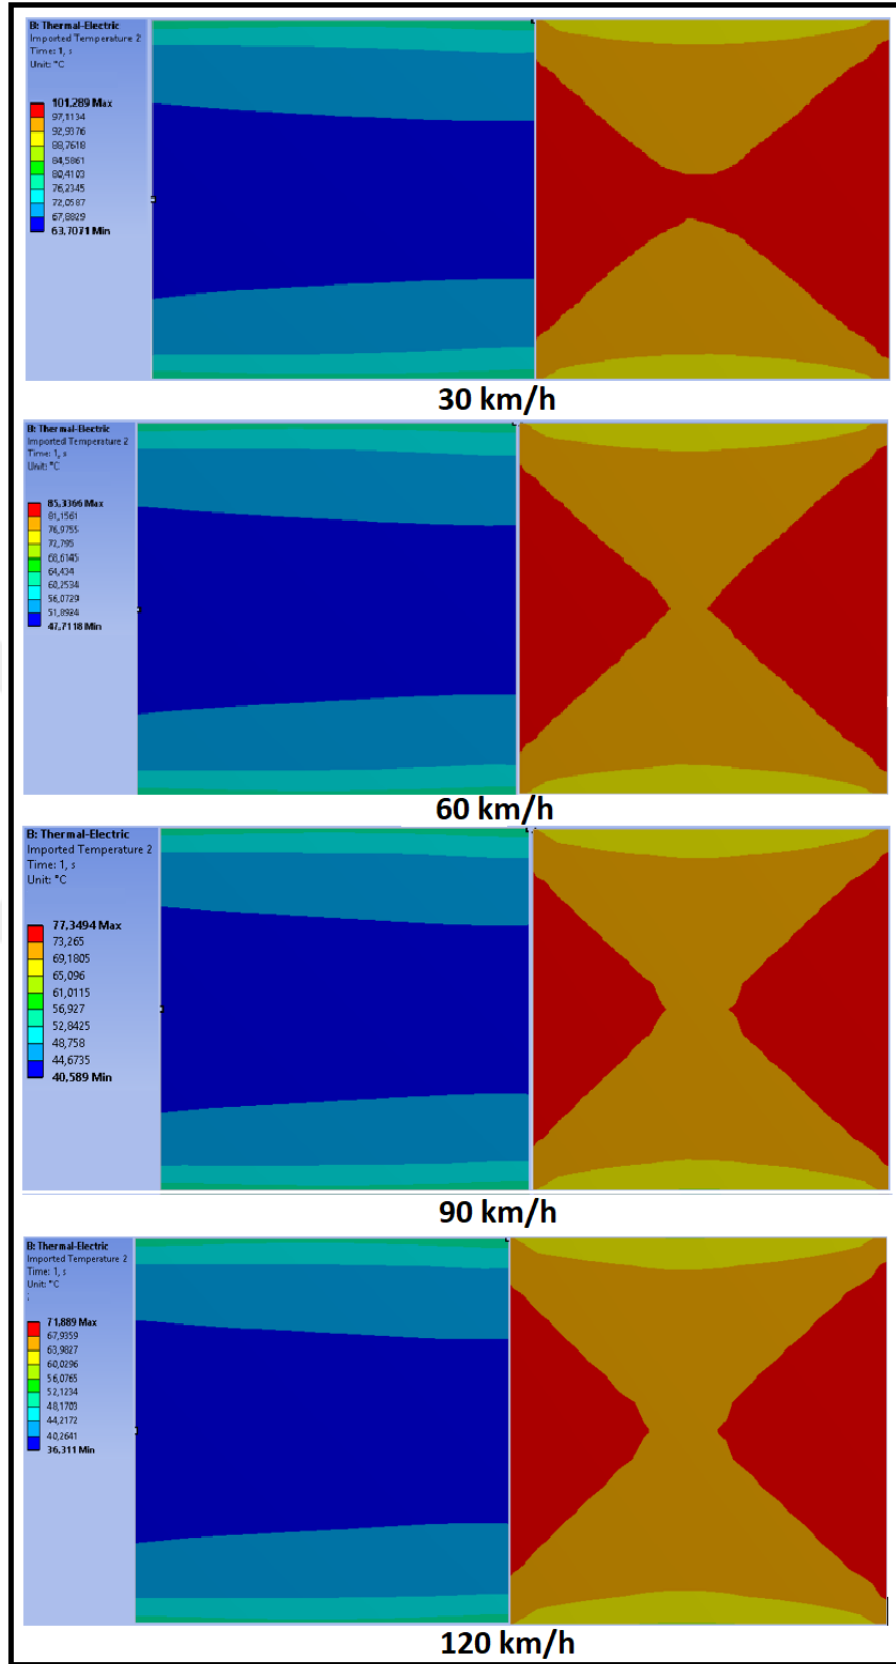 B: Thermal-Electric
Imported Temperature 2
Time: 1, s
Unit: °C
101,289 Max
97,1134
92,9376
88,7618
84,5861
80,4103
76,2345
72,0587
67,8829
63,7071 Min
30 km/h
B: Thermal-Electric
Imported Temperature 2
Time: 1, s
Unit: °C
85,3366 Max
81,1561
76,9755
72,795
68,6145
64,434
60,2534
56,0729
51,8924
47,7118 Min
60 km/h
B: Thermal-Electric
Imported Temperature 2
Time: 1, s
Unit: °C
77,3494 Max
73,265
69,1805
65,096
61,0115
56,927
52,8425
48,758
44,6735
40,589 Min
90 km/h
B: Thermal-Electric
Imported Temperature 2
Time: 1, s
Unit: °C
71,889 Max
67,9359
63,9827
60,0296
56,0765
52,1234
48,1703
44,2172
40,2641
36,311 Min
120 km/h